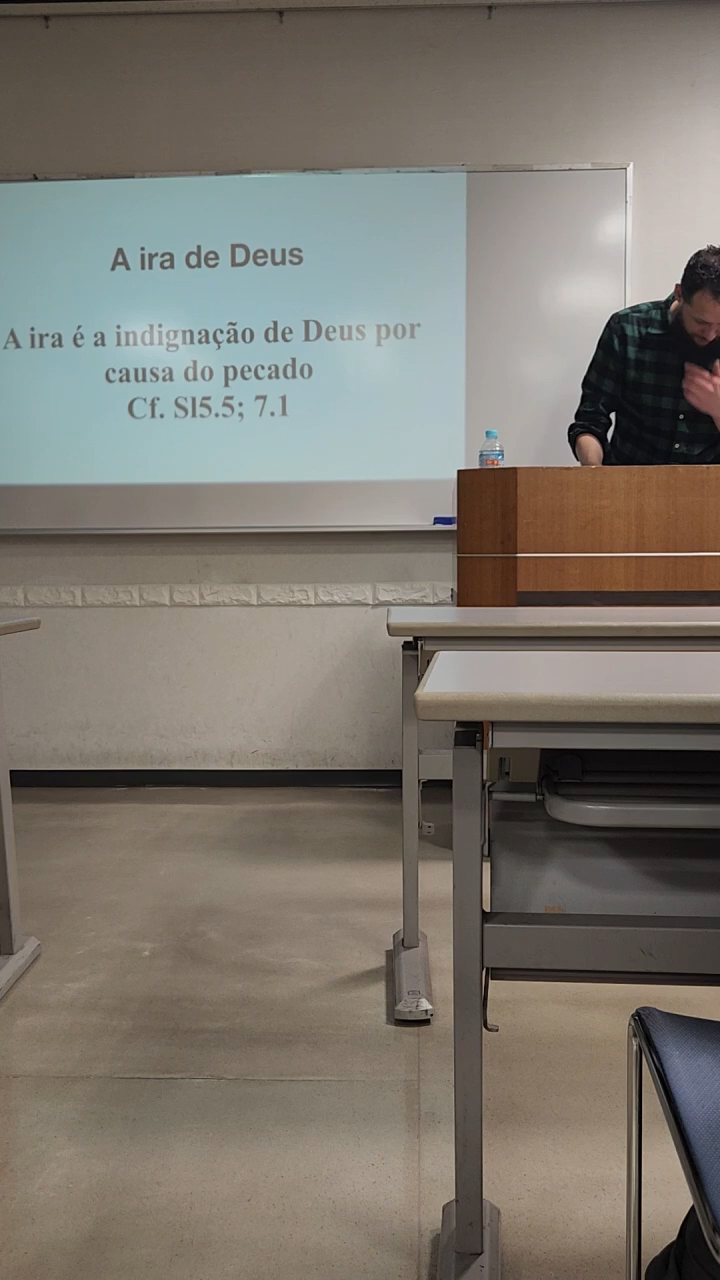 A ira de Deus
A ira é a indignação de Deus por
causa do pecado
Cf. Sl5.5; 7.1